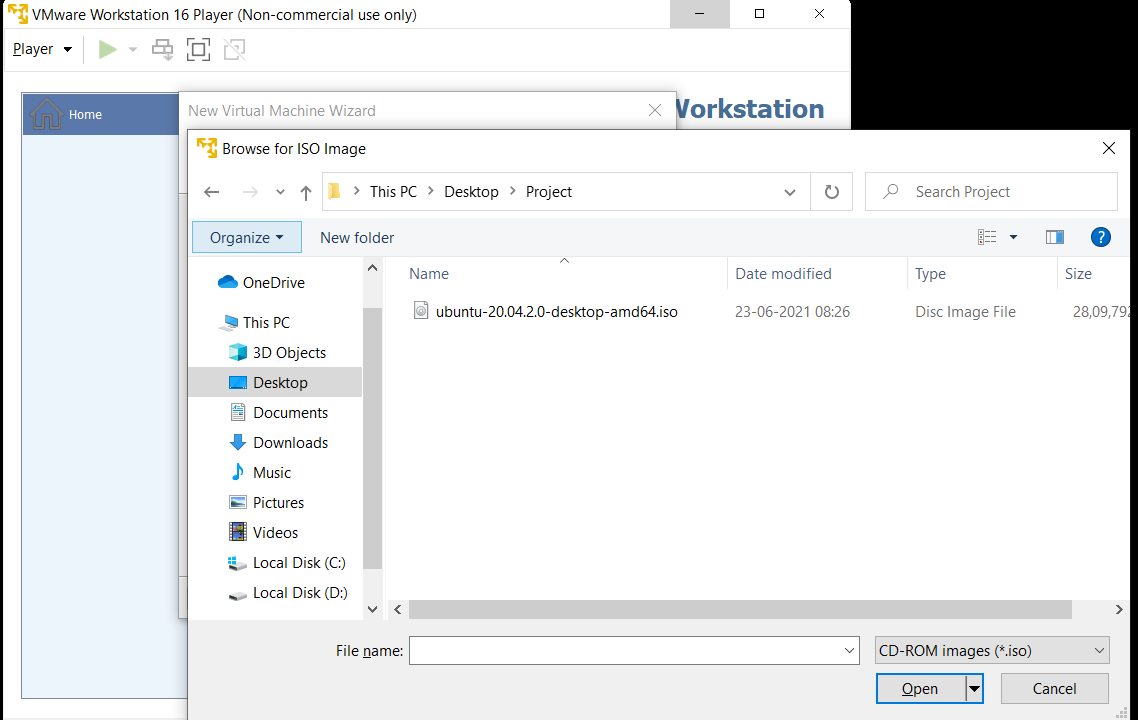 VMware Workstation 16 Player (Non-commercial use only)
Player
Home
New Virtual Machine Wizard
Workstation
Browse for ISO Image
This PC > Desktop > Project
Search Project
Organize New folder
Name Date modified Type Size
ubuntu-20.04.2.0-desktop-amd64.iso 23-06-2021 08:26 Disc Image File 28,09,792
OneDrive
This PC
3D Objects
Desktop
Documents
Downloads
Music
Pictures
Videos
Local Disk (C:)
Local Disk (D:)
File name: CD-ROM images (*.iso)
Open Cancel